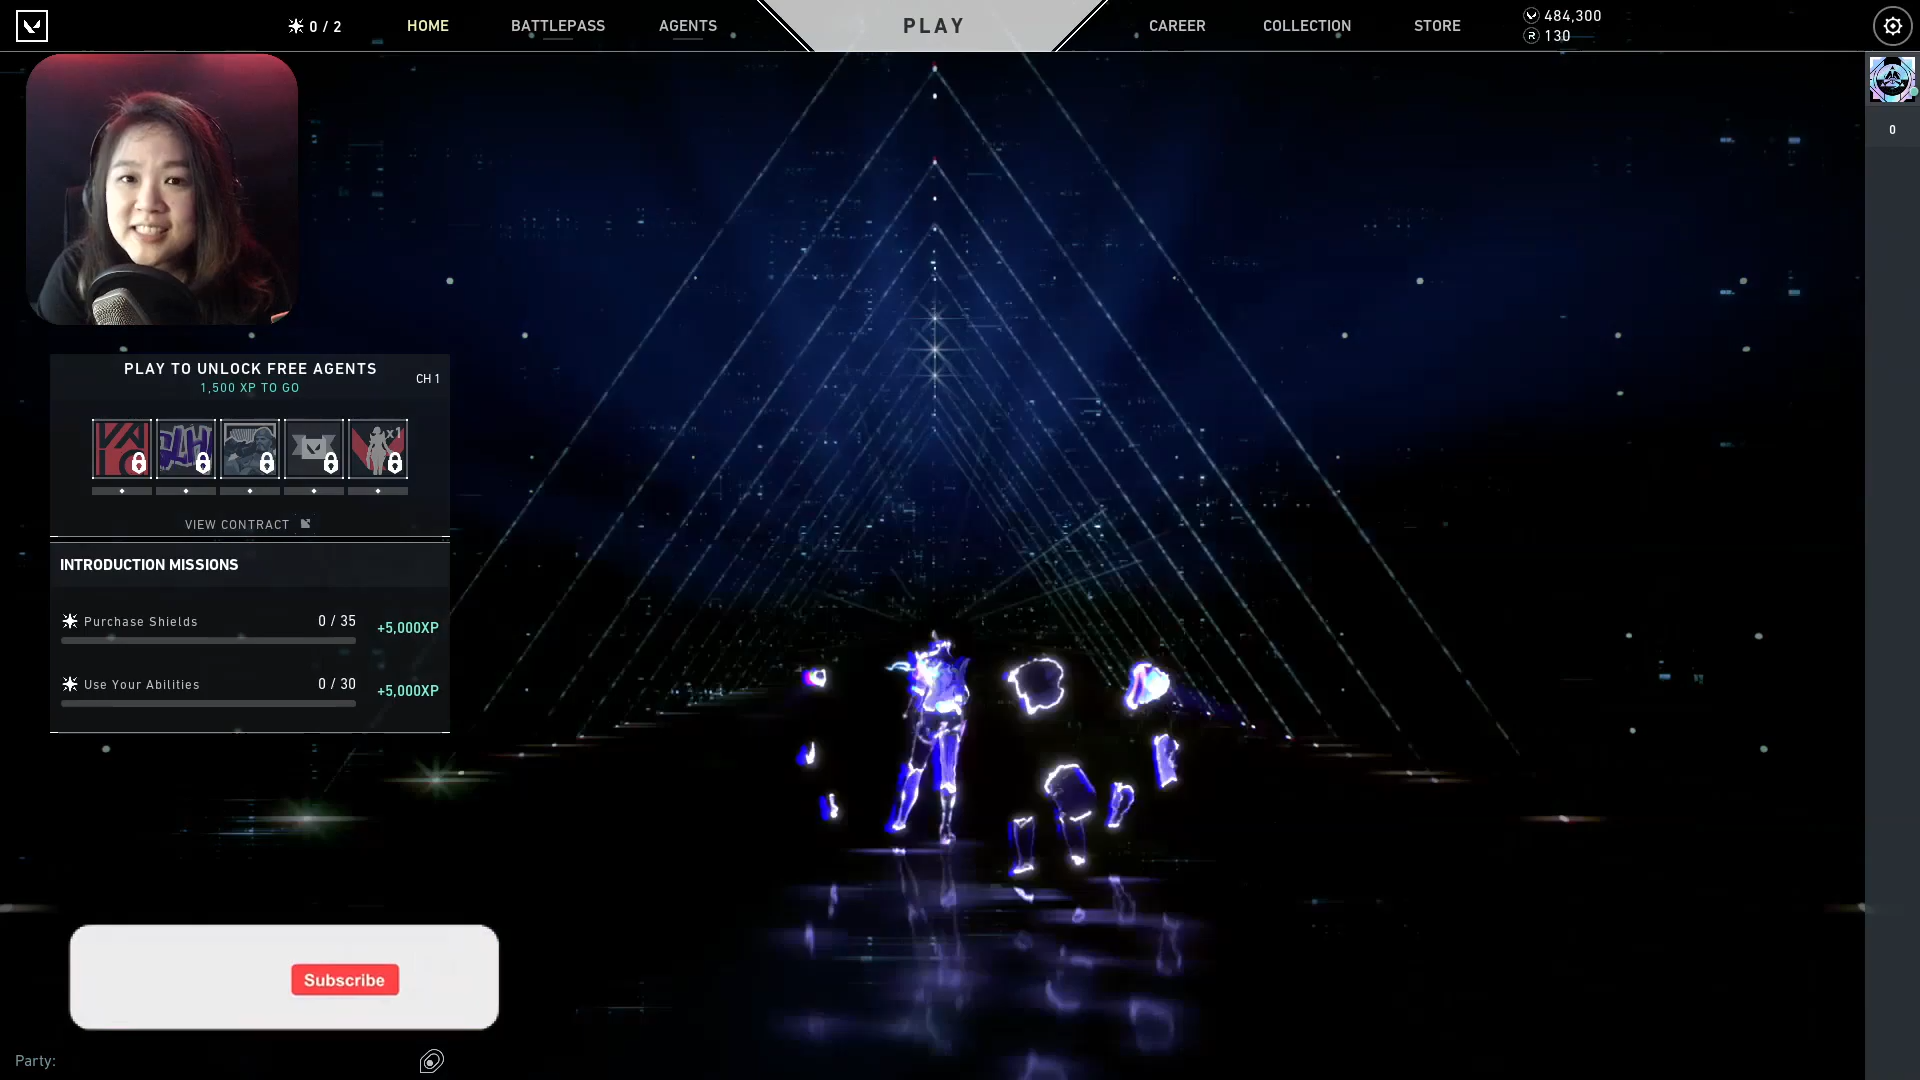 0 / 2
HOME
BATTLEPASS
AGENTS
PLAY
CAREER
COLLECTION
STORE
484,300
R 130
0
PLAY TO UNLOCK FREE AGENTS
1,500 XP TO GO
CH 1
x1
VIEW CONTRACT
INTRODUCTION MISSIONS
Purchase Shields
0 / 35
+5,000XP
Use Your Abilities
0 / 30
+5,000XP
Subscribe
Party: